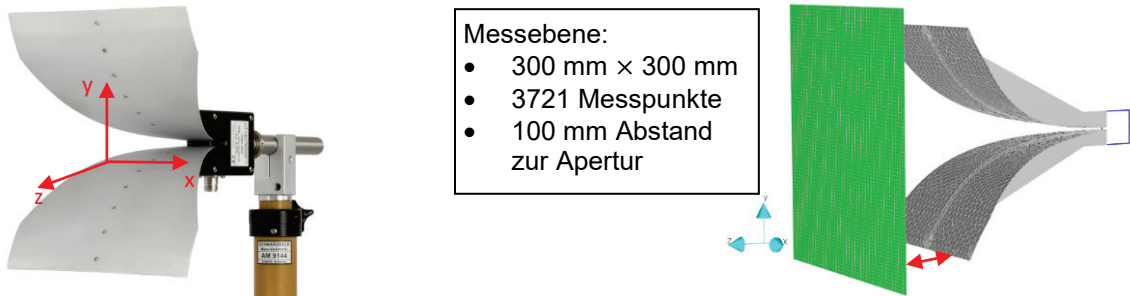 y
x
z
SCHWARZBECK
AM 9144
Messebene:
• 300 mm × 300 mm
• 3721 Messpunkte
• 100 mm Abstand
zur Apertur
Y
Z
X